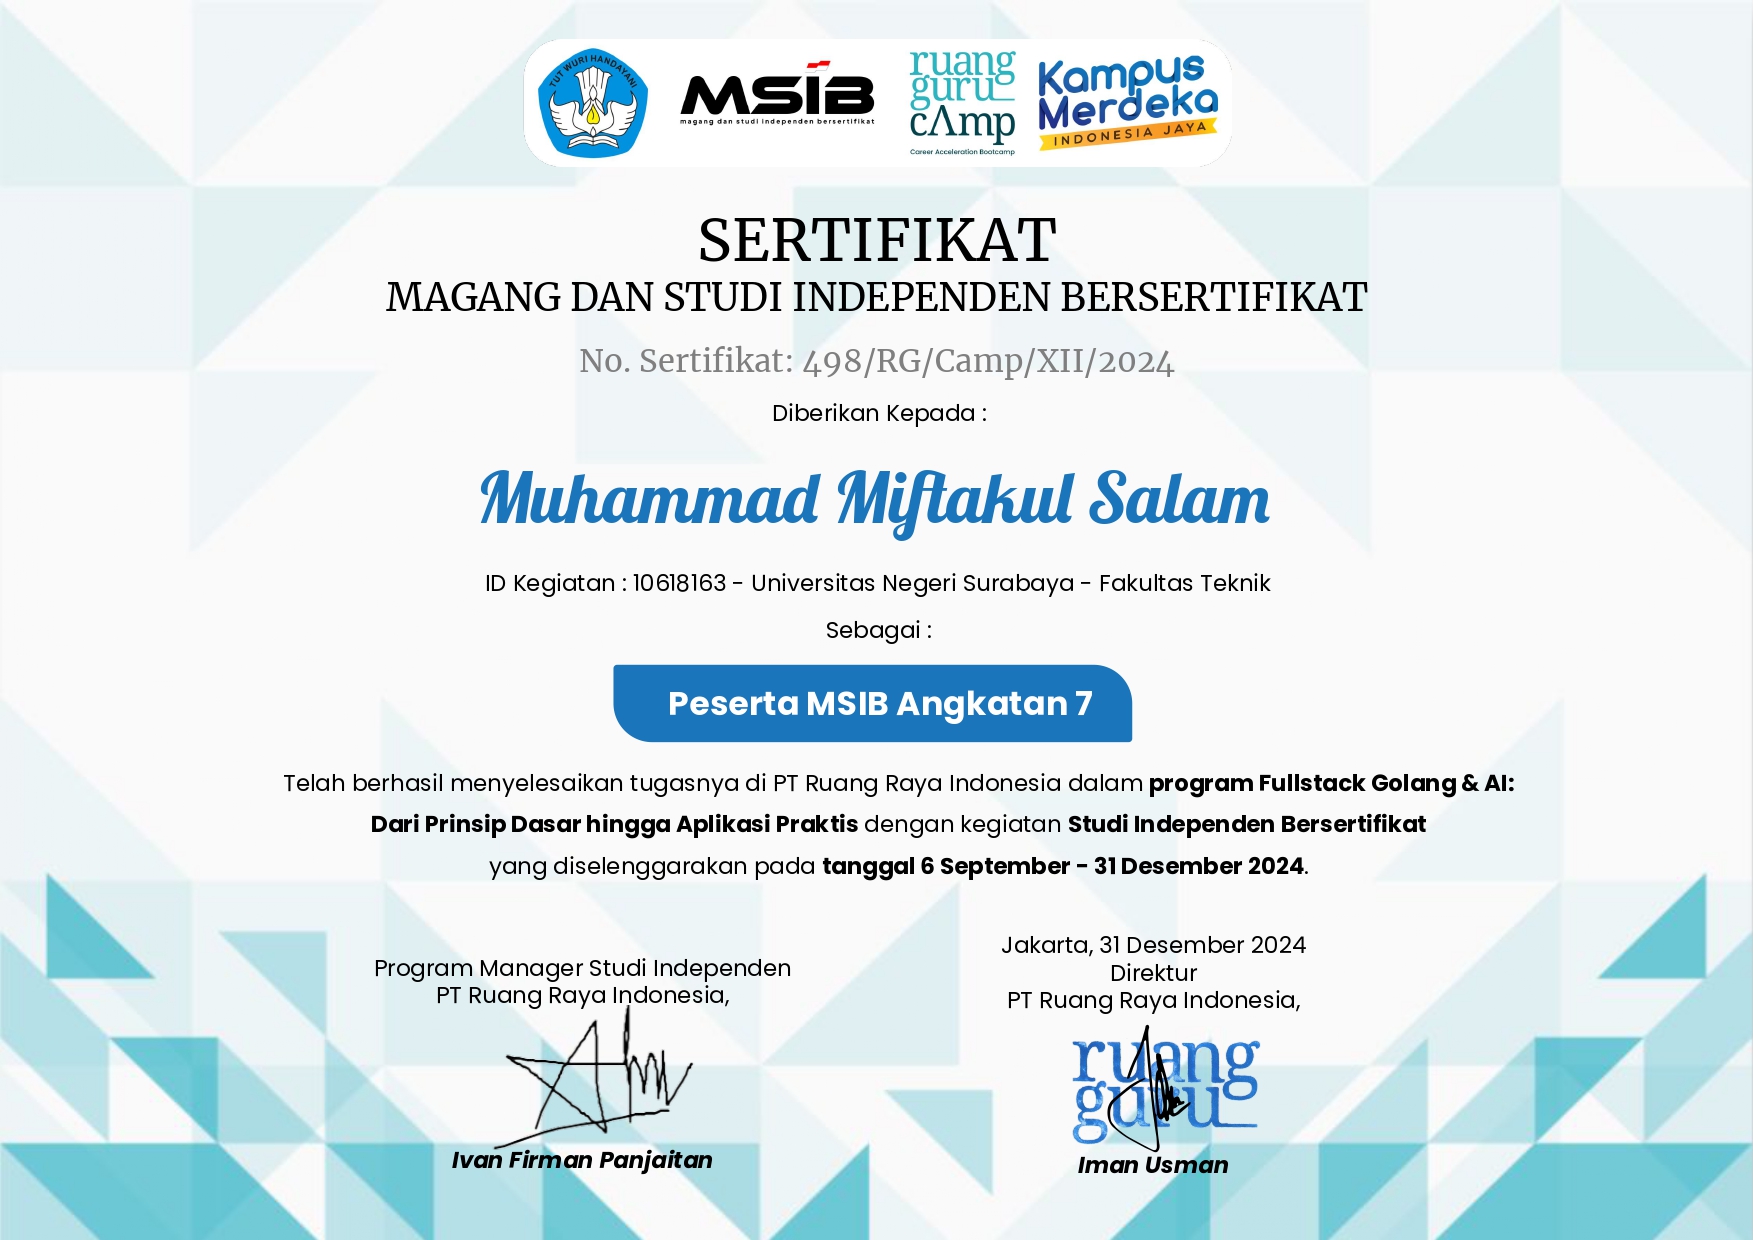 TUT WURI HANDAYANI
MSIB
magang dan studi independen bersertifikat
ruang
guru
cΛmp
Career Acceleration Bootcamp
Kampus
Merdeka
INDONESIA JAYA
SERTIFIKAT
MAGANG DAN STUDI INDEPENDEN BERSERTIFIKAT
No. Sertifikat: 498/RG/Camp/XII/2024
Diberikan Kepada :
Muhammad Miftakul Salam
ID Kegiatan : 10618163 - Universitas Negeri Surabaya - Fakultas Teknik
Sebagai :
Peserta MSIB Angkatan 7
Telah berhasil menyelesaikan tugasnya di PT Ruang Raya Indonesia dalam program Fullstack Golang & AI:
Dari Prinsip Dasar hingga Aplikasi Praktis dengan kegiatan Studi Independen Bersertifikat
yang diselenggarakan pada tanggal 6 September - 31 Desember 2024.
Program Manager Studi Independen
PT Ruang Raya Indonesia,
Ivan Firman Panjaitan
Jakarta, 31 Desember 2024
Direktur
PT Ruang Raya Indonesia,
ruang
guru
Iman Usman